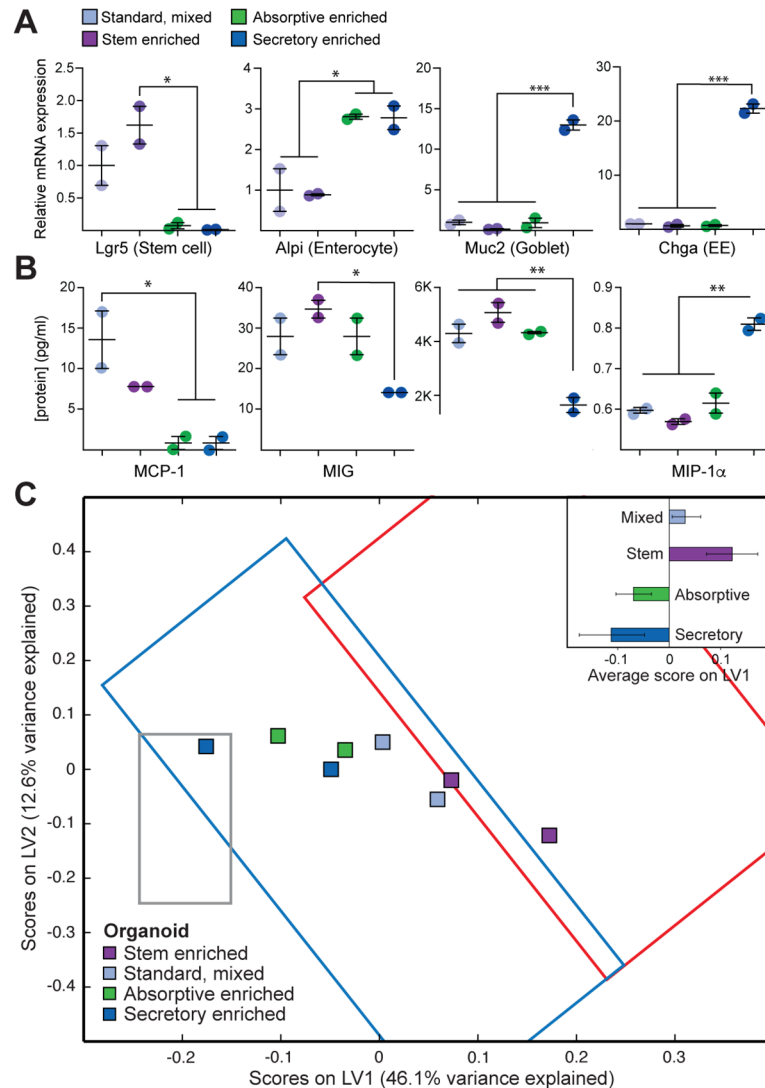 A
Standard, mixed
Absorptive enriched
Stem enriched
Secretory enriched
Relative mRNA expression
2.5
2.0
1.5
1.0
0.5
*
Lgr5 (Stem cell)
4
3
2
1
0
*
Alpi (Enterocyte)
15
10
5
***
Muc2 (Goblet)
30
20
10
***
Chga (EE)
B
[protein] (pg/ml)
20
15
10
5
*
MCP-1
40
30
20
10
*
MIG
6K
4K
2K
**
0.9
0.8
0.7
0.6
**
MIP-1α
C
Scores on LV2 (12.6% variance explained)
0.4
0.3
0.2
0.1
0
-0.1
-0.2
-0.3
-0.4
Mixed
Stem
Absorptive
Secretory
-0.1
0
0.1
Average score on LV1
Organoid
Stem enriched
Standard, mixed
Absorptive enriched
Secretory enriched
-0.2
-0.1
0
0.1
0.2
0.3
Scores on LV1 (46.1% variance explained)